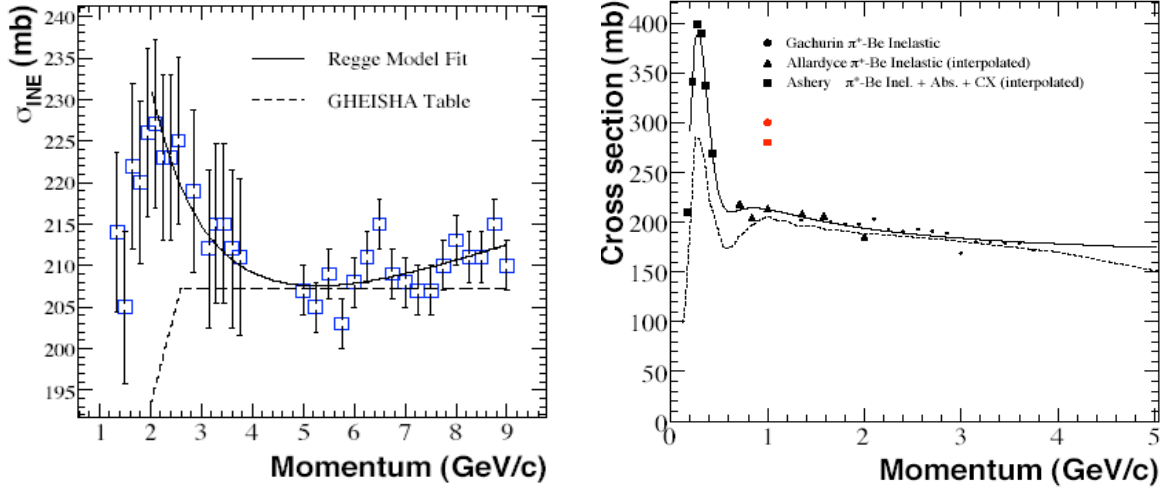 σINE (mb)
235
230
225
220
215
210
205
200
195
Regge Model Fit
GHEISHA Table
1 2 3 4 5 6 7 8 9
Momentum (GeV/c)
Cross section (mb)
400
350
300
250
200
150
100
50
0
Gachurin π+-Be Inelastic
Allardyce π+-Be Inelastic (interpolated)
Ashery π+-Be Inel. + Abs. + CX (interpolated)
0 1 2 3 4 5
Momentum (GeV/c)